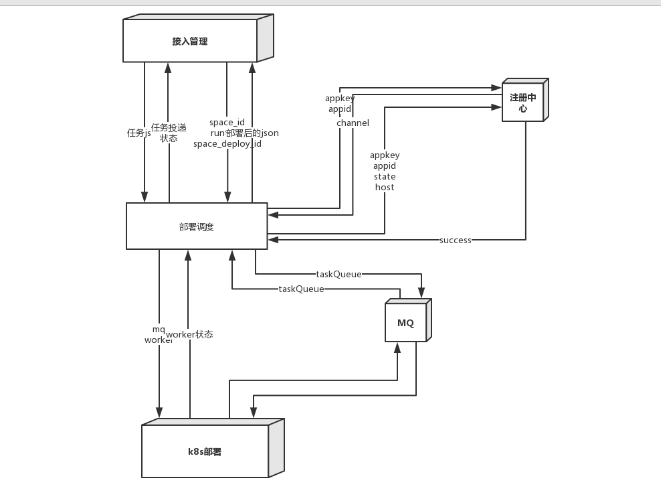 接入管理
任务js
任务投递
状态
space_id
run部署后的json
space_deploy_id
appkey
appid
channel
注册中
心
appkey
appid
state
host
部署调度
success
taskQueue
taskQueue
MQ
mq
worker
worker状态
k8s部署